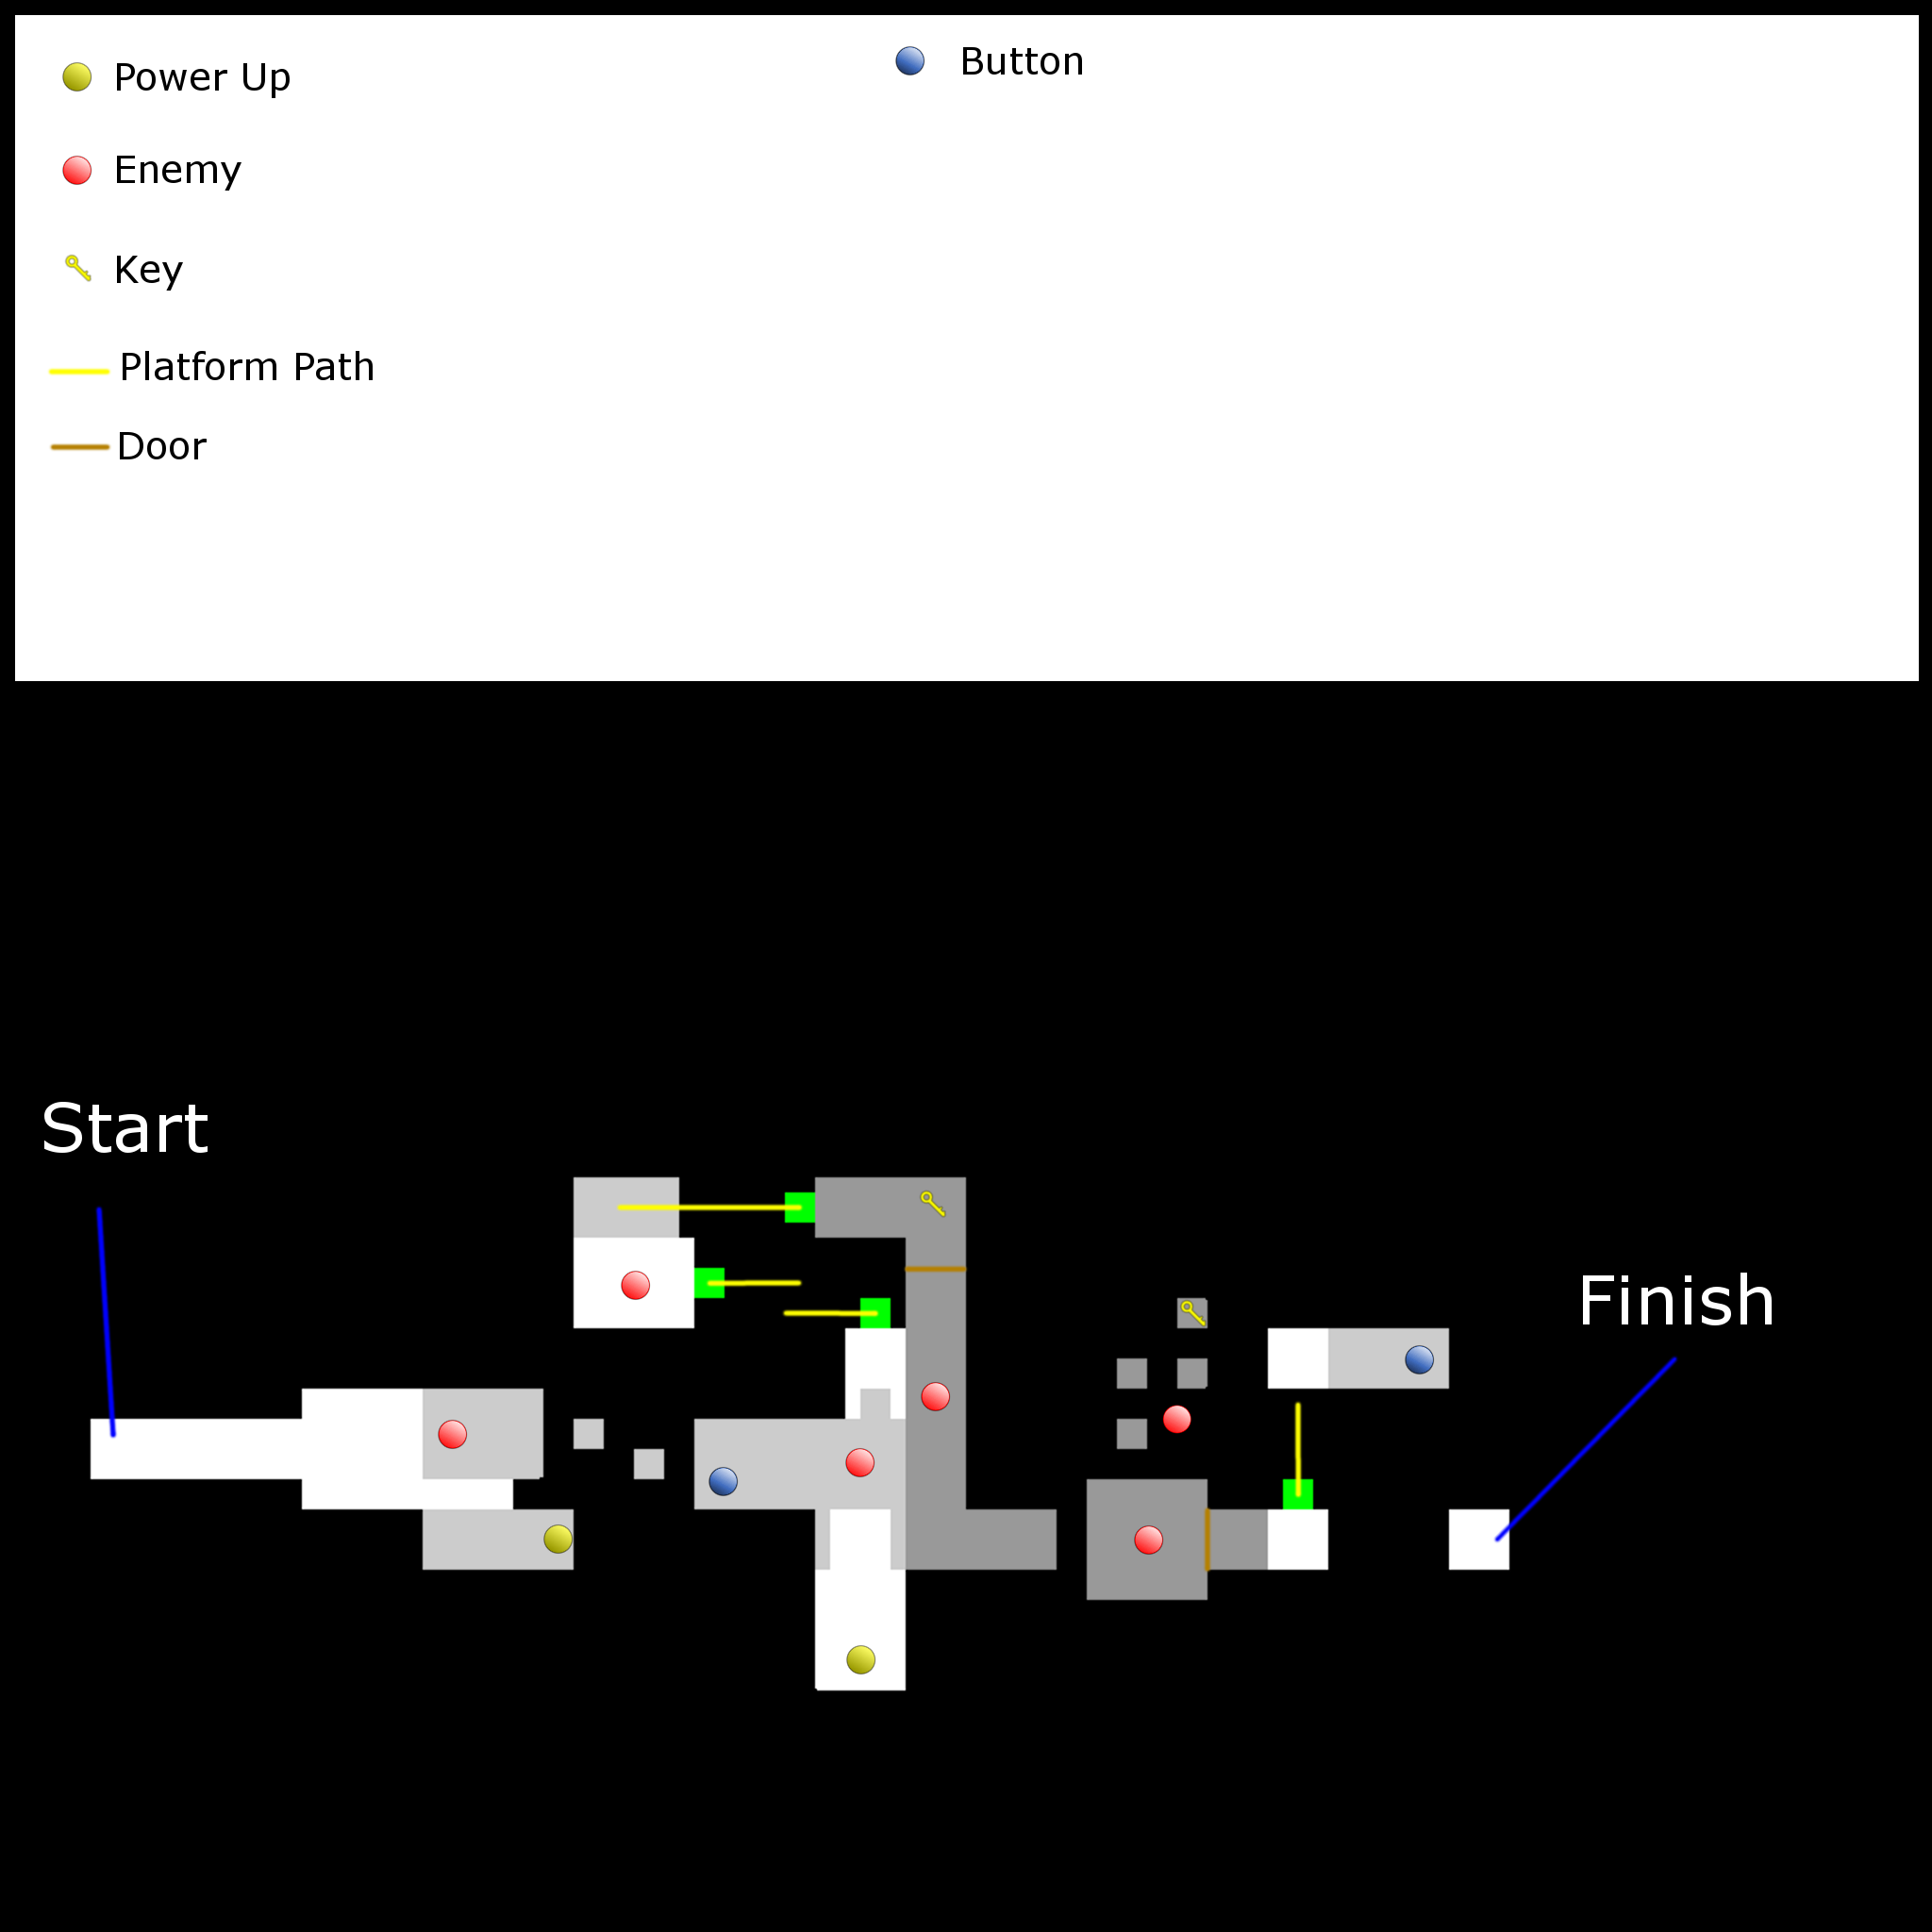 Power Up
Button
Enemy
Key
Platform Path
Door
Start
Finish